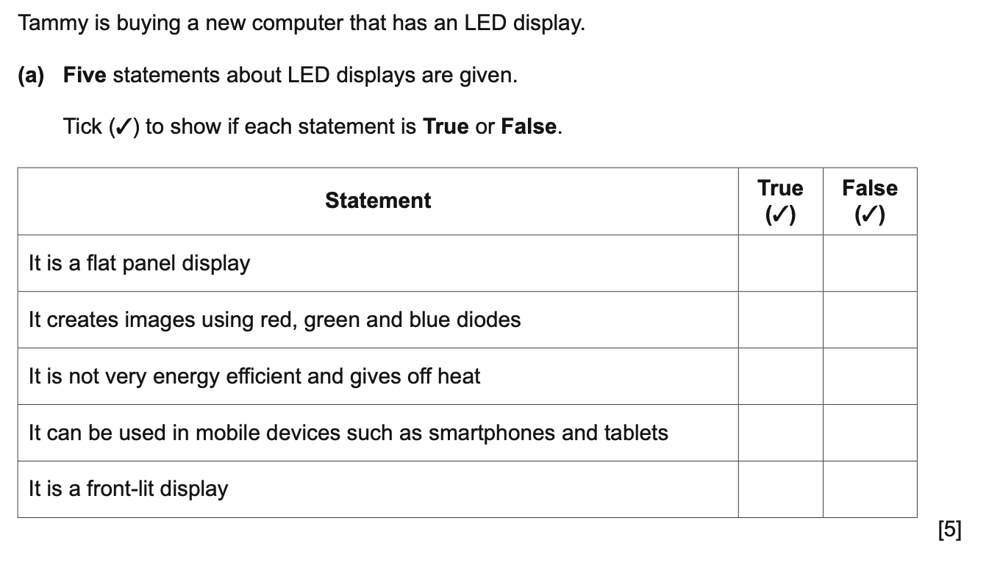 Tammy is buying a new computer that has an LED display.
(a) Five statements about LED displays are given.
Tick (✓) to show if each statement is True or False.
Statement True (✓) False (✓)
It is a flat panel display
It creates images using red, green and blue diodes
It is not very energy efficient and gives off heat
It can be used in mobile devices such as smartphones and tablets
It is a front-lit display
[5]